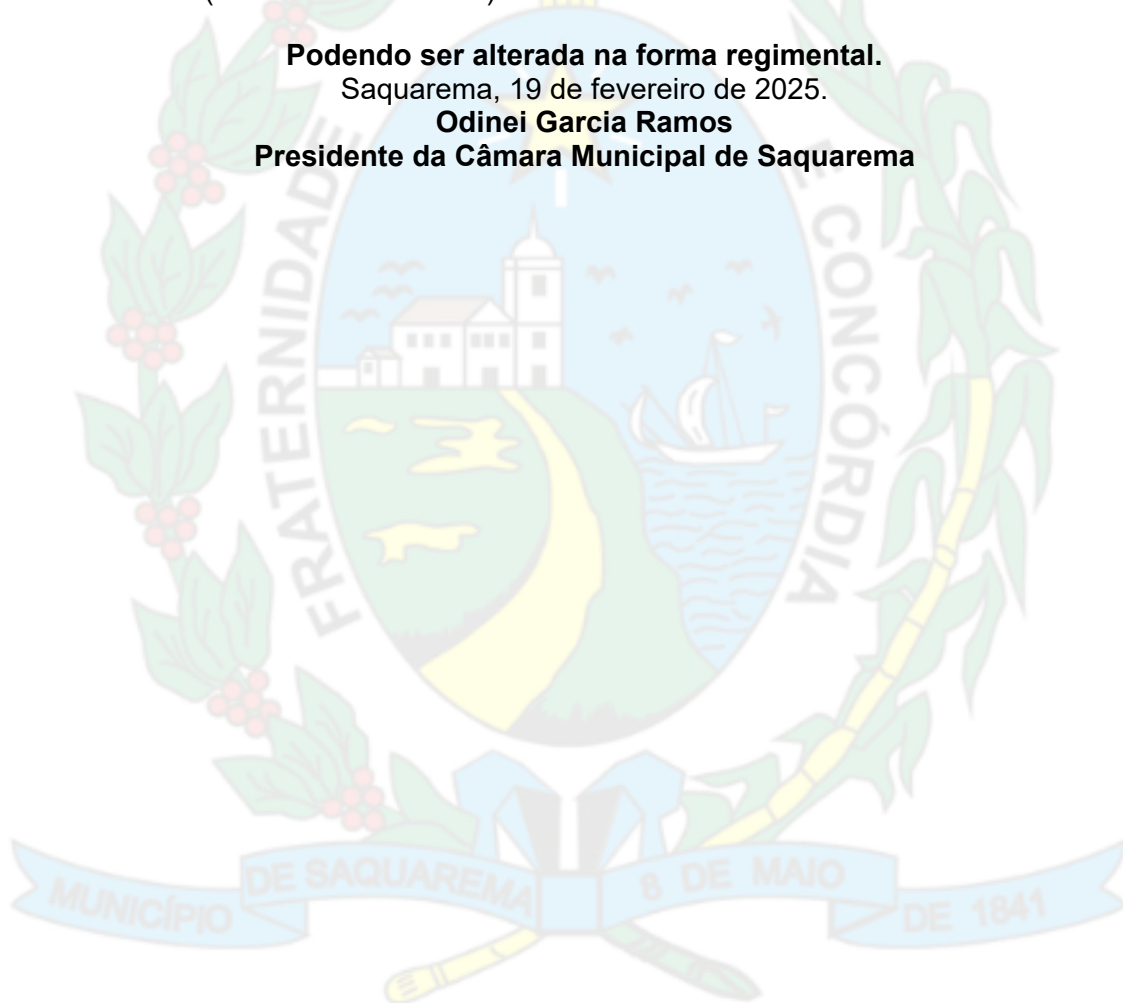 Podendo ser alterada na forma regimental.
Saquarema, 19 de fevereiro de 2025.
Odinei Garcia Ramos
Presidente da Câmara Municipal de Saquarema
FRATERNIDADE E CONCÓRDIA
MUNICÍPIO DE SAQUAREMA 8 DE MAIO DE 1841